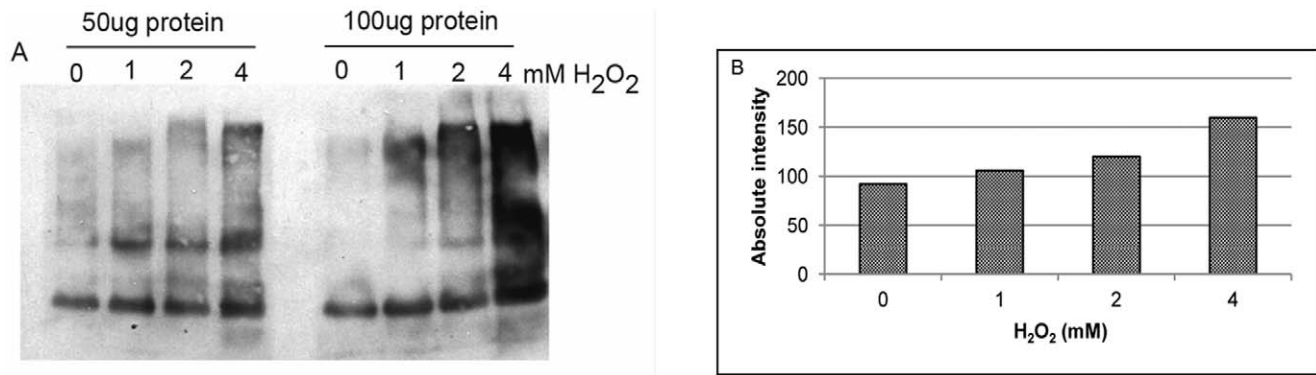 50ug protein 100ug protein
A
0 1 2 4 0 1 2 4 mM H₂O₂
B
200
150
100
50
0
Absolute intensity
0 1 2 4
H₂O₂ (mM)